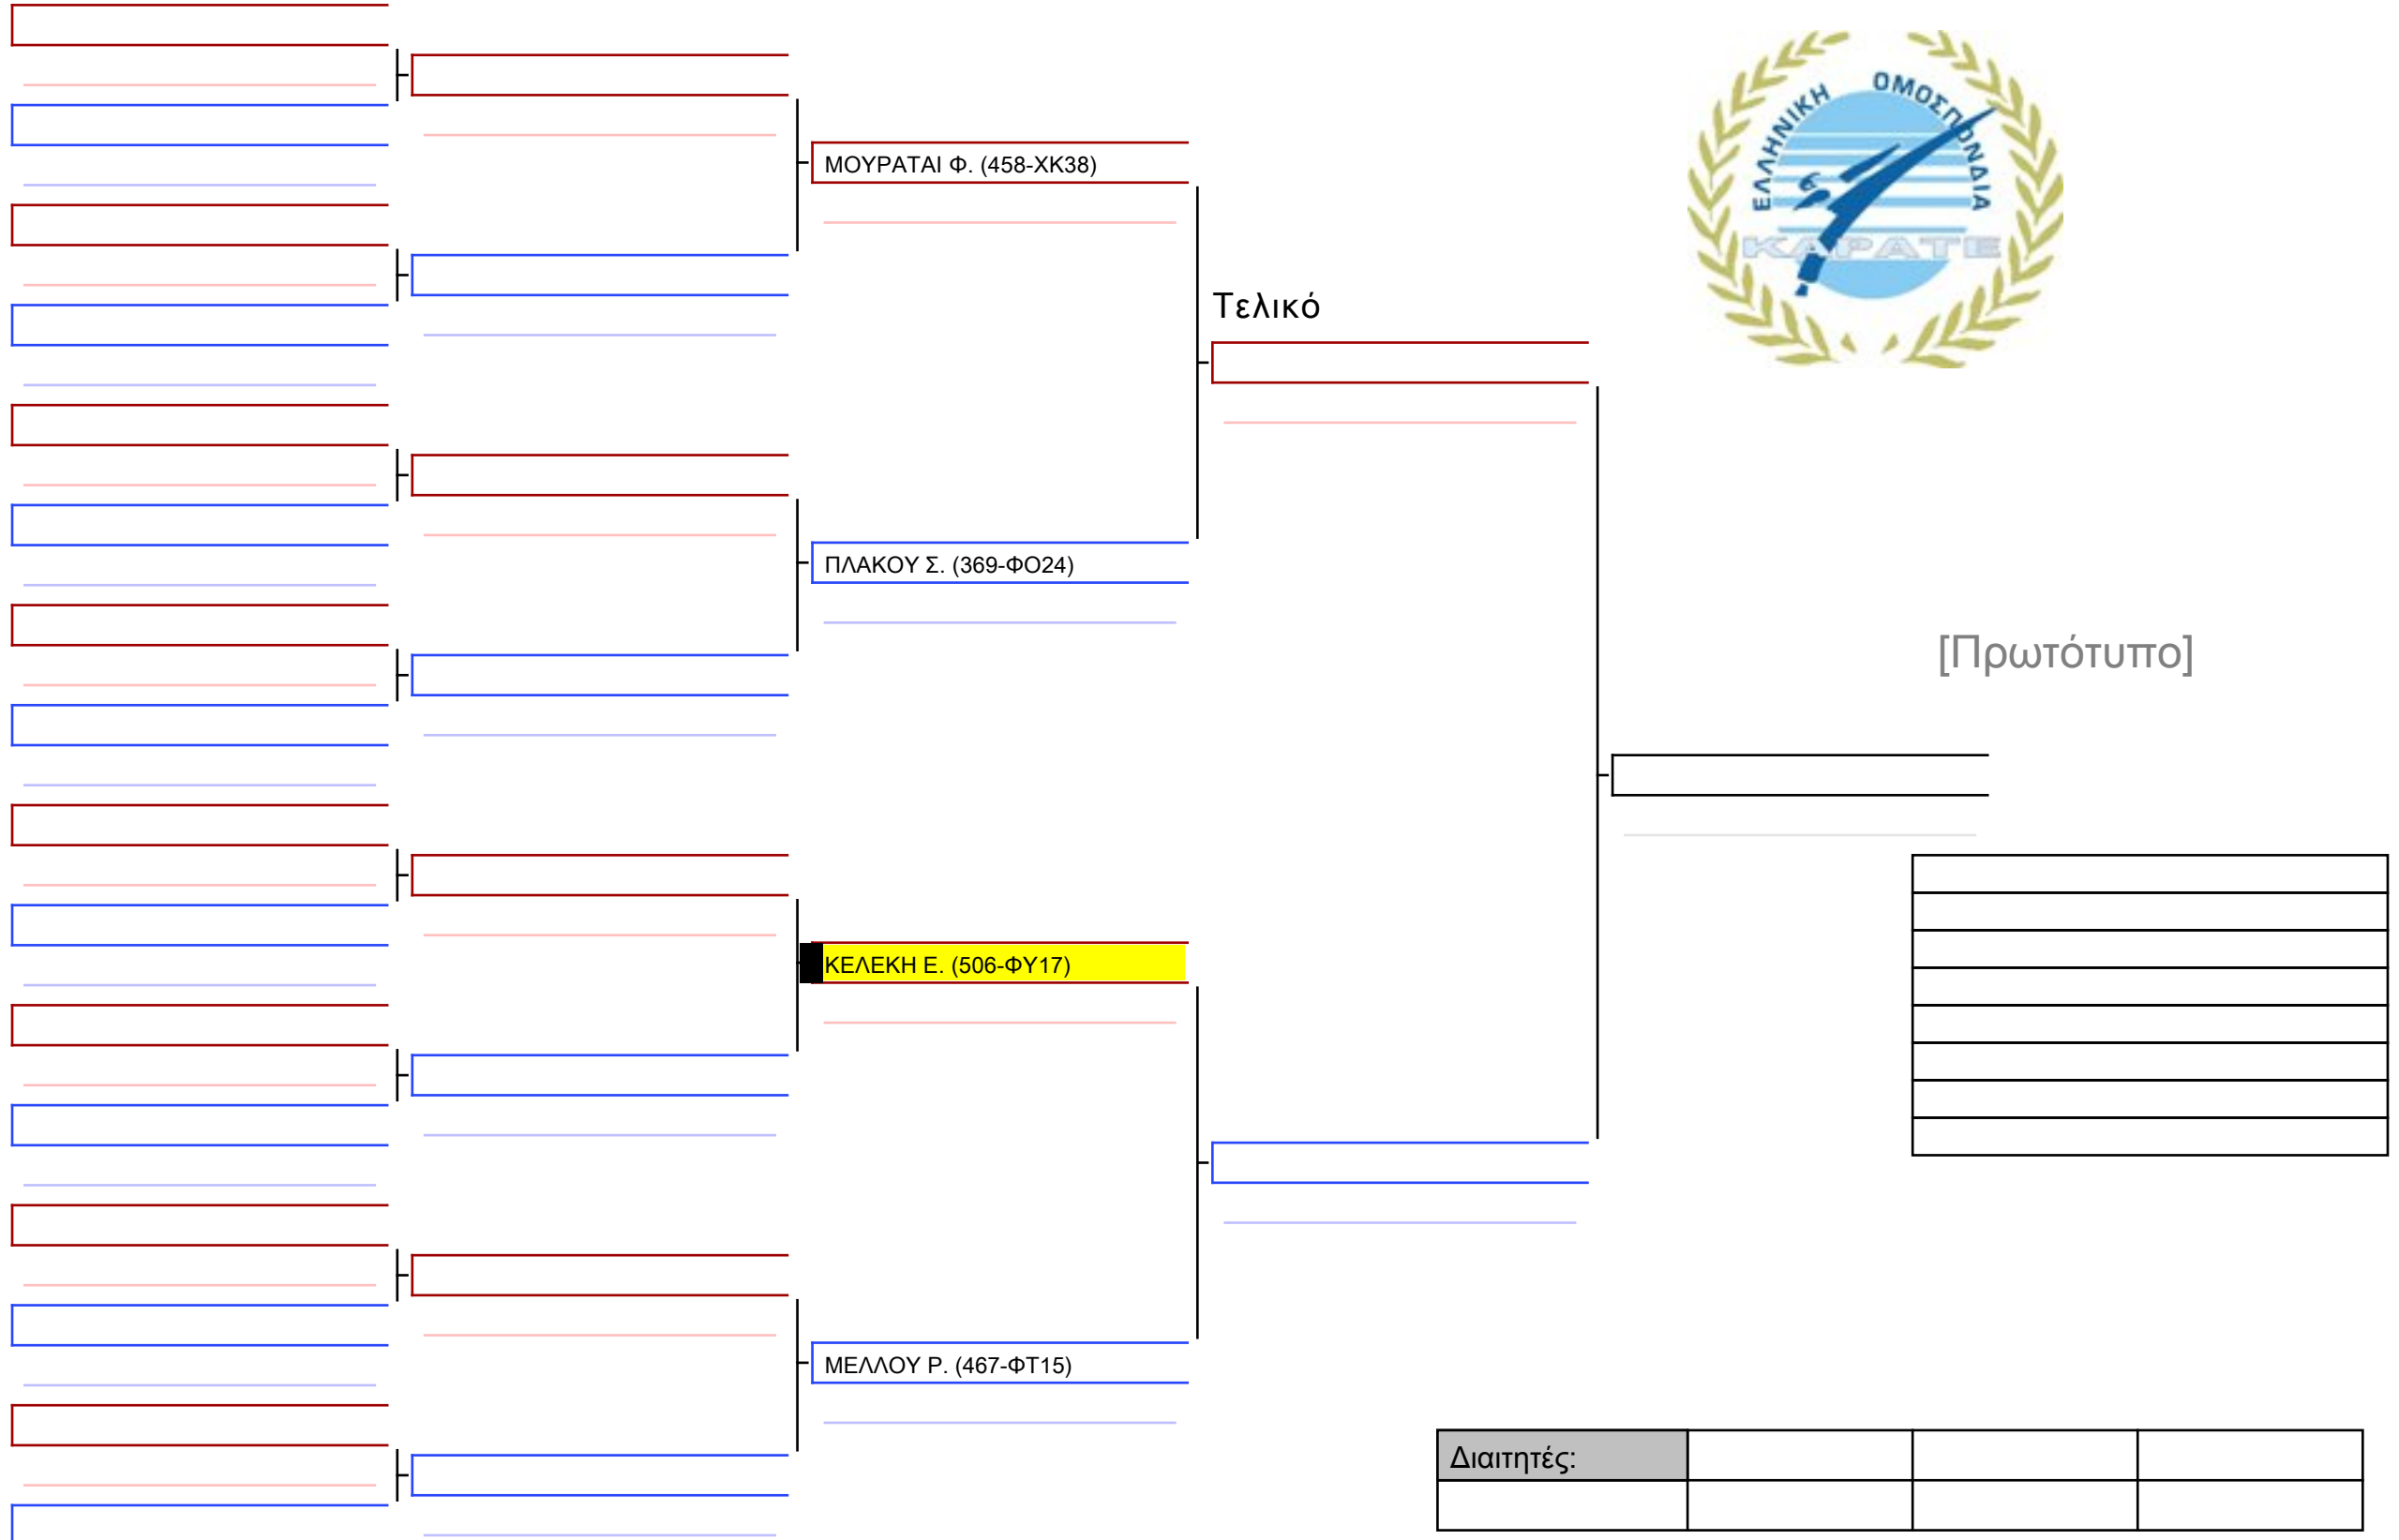 ΕΛΛΗΝΙΚΗ ΟΜΟΣΠΟΝΔΙΑ
ΚΑΡΑΤΕ
ΜΟΥΡΑΤΑΙ Φ. (458-ΧΚ38)
Τελικό
ΠΛΑΚΟΥ Σ. (369-ΦΟ24)
[Πρωτότυπο]
ΚΕΛΕΚΗ Ε. (506-ΦΥ17)
ΜΕΛΛΟΥ Ρ. (467-ΦΤ15)
Διαιτητές: